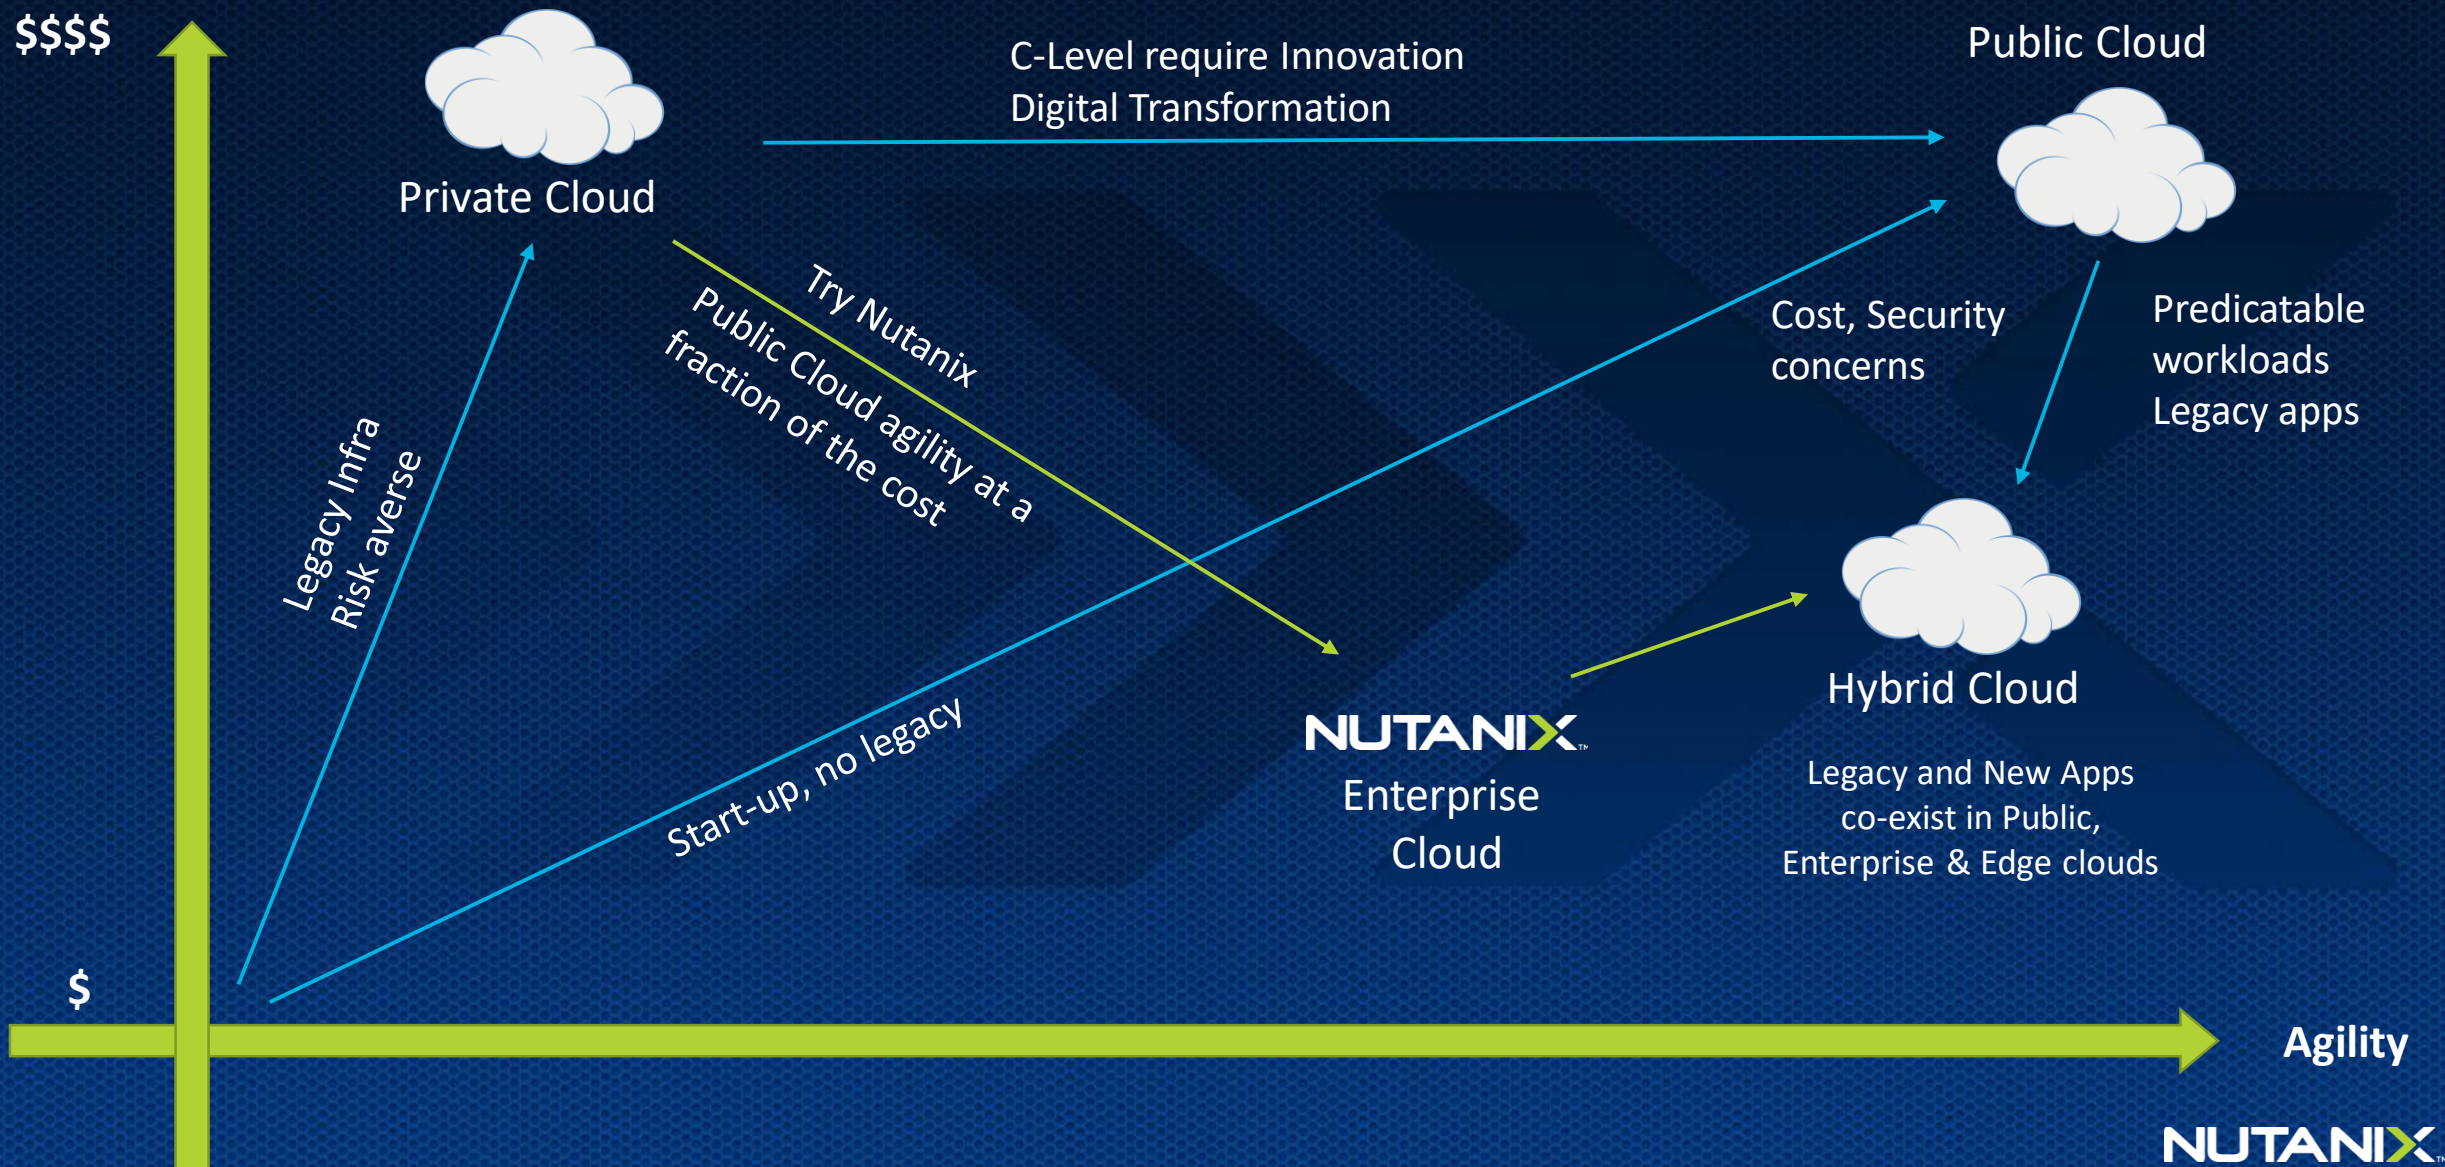 $$$$
C-Level require Innovation
Digital Transformation
Public Cloud
Private Cloud
Try Nutanix
Public Cloud agility at a
fraction of the cost
Cost, Security
concerns
Predicatable
workloads
Legacy apps
Legacy Infra
Risk averse
Start-up, no legacy
NUTANIX™
Enterprise
Cloud
Hybrid Cloud
Legacy and New Apps
co-exist in Public,
Enterprise & Edge clouds
$
Agility
NUTANIX™